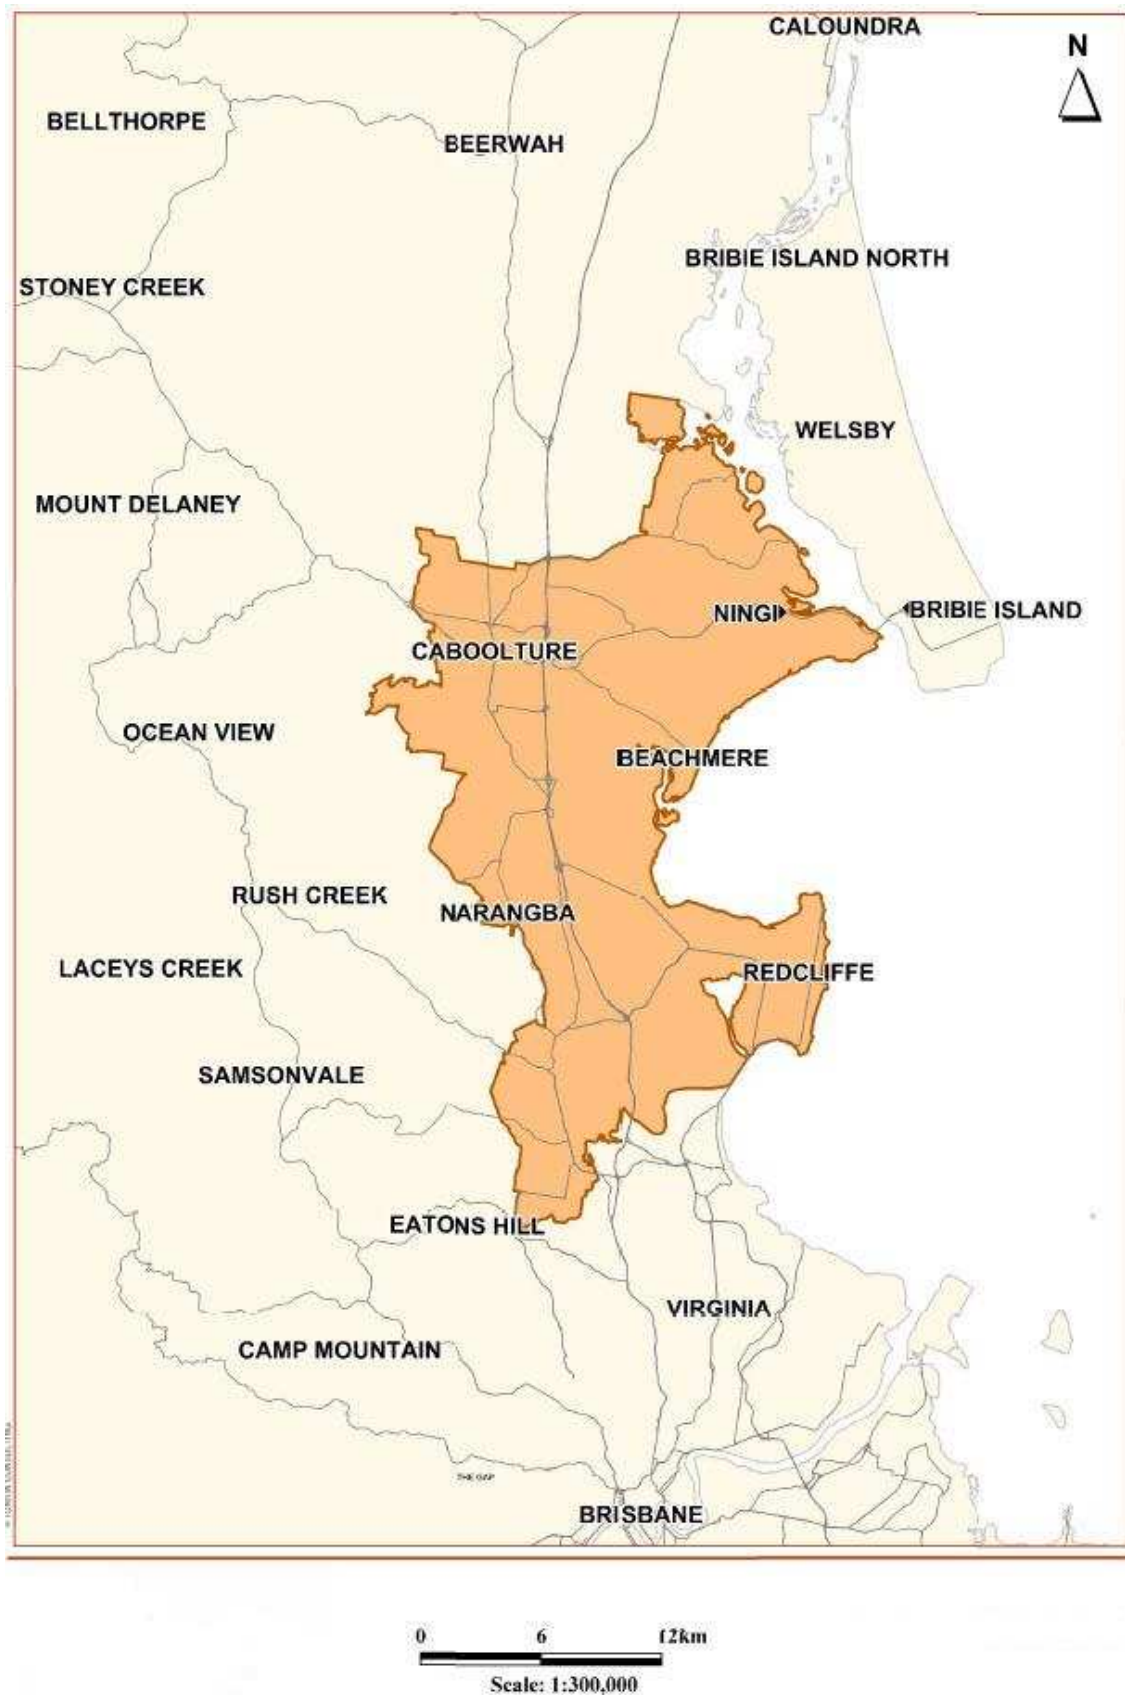 CALOUNDRA
N
BELLTHORPE
BEERWAH
BRIBIE ISLAND NORTH
STONEY CREEK
WELSBY
MOUNT DELANEY
NINGI
BRIBIE ISLAND
CABOOLTURE
OCEAN VIEW
BEACHMERE
RUSH CREEK
NARANGBA
LACEYS CREEK
REDCLIFFE
SAMSONVALE
EATONS HILL
VIRGINIA
CAMP MOUNTAIN
THE GAP
BRISBANE
0 6 12km
Scale: 1:300,000